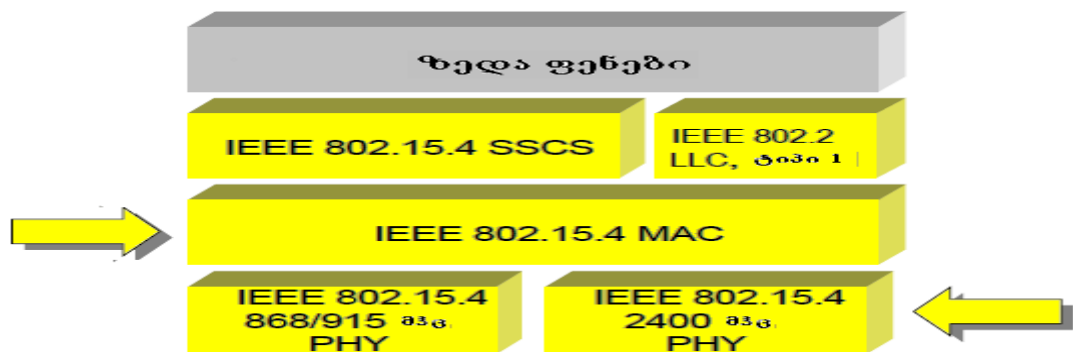 ზედა ფენები
IEEE 802.15.4 SSCS
IEEE 802.2
LLC, ტიპი 1
IEEE 802.15.4 MAC
IEEE 802.15.4
868/915 მჰც.
PHY
IEEE 802.15.4
2400 მჰც.
PHY